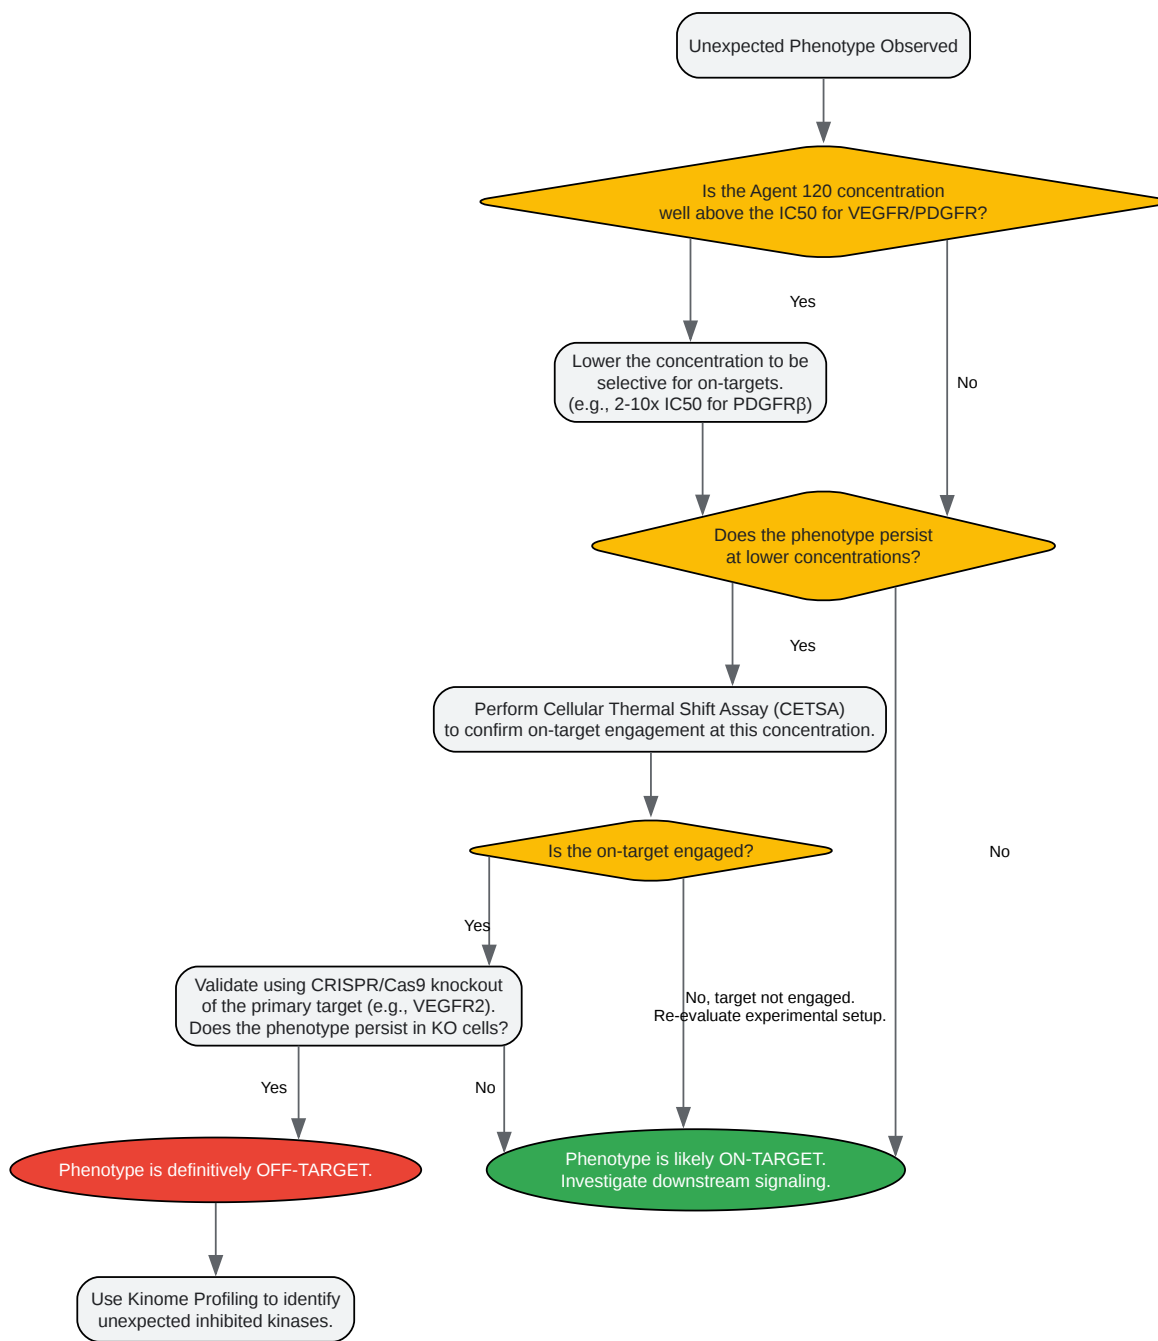 Unexpected Phenotype Observed
Is the Agent 120 concentration
well above the IC50 for VEGFR/PDGFR?
Yes
Lower the concentration to be
selective for on-targets.
(e.g., 2-10x IC50 for PDGFRβ)
No
Does the phenotype persist
at lower concentrations?
Yes
Perform Cellular Thermal Shift Assay (CETSA)
to confirm on-target engagement at this concentration.
Is the on-target engaged?
No
Yes
Validate using CRISPR/Cas9 knockout
of the primary target (e.g., VEGFR2).
Does the phenotype persist in KO cells?
No, target not engaged.
Re-evaluate experimental setup.
Yes
No
Phenotype is definitively OFF-TARGET.
Phenotype is likely ON-TARGET.
Investigate downstream signaling.
Use Kinome Profiling to identify
unexpected inhibited kinases.